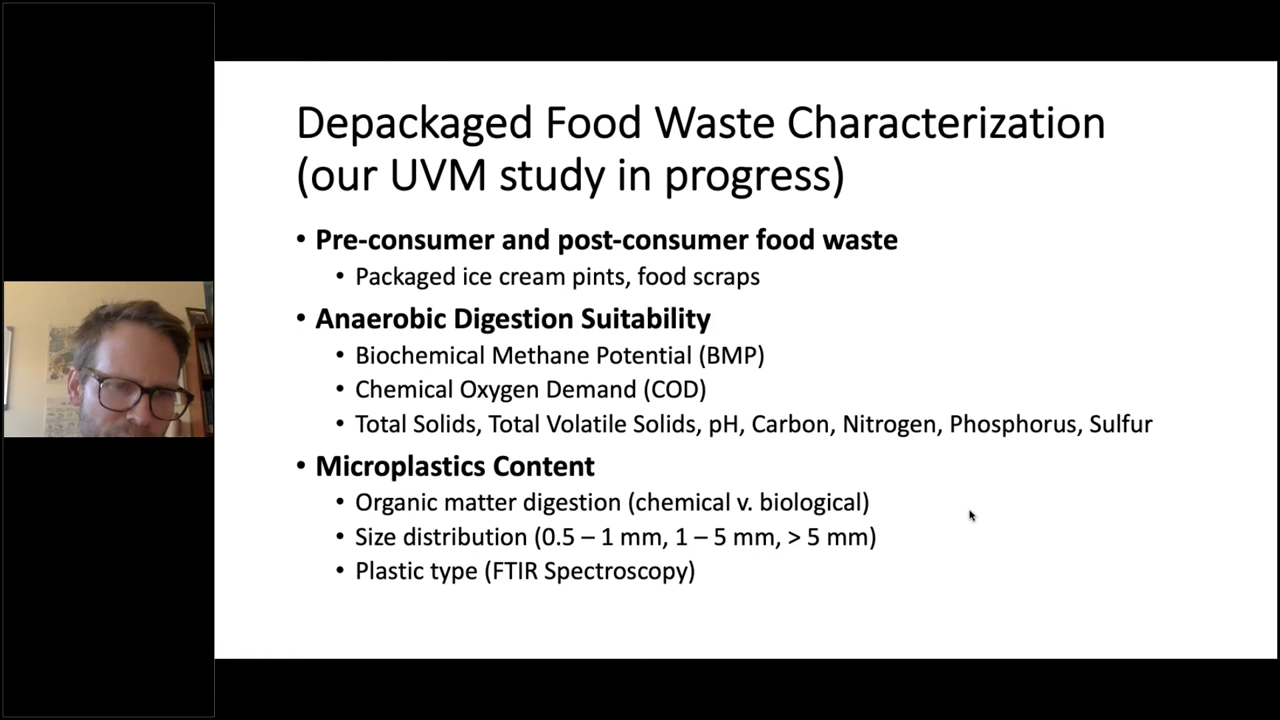 Depackaged Food Waste Characterization
(our UVM study in progress)
• Pre-consumer and post-consumer food waste
• Packaged ice cream pints, food scraps
• Anaerobic Digestion Suitability
• Biochemical Methane Potential (BMP)
• Chemical Oxygen Demand (COD)
• Total Solids, Total Volatile Solids, pH, Carbon, Nitrogen, Phosphorus, Sulfur
• Microplastics Content
• Organic matter digestion (chemical v. biological)
• Size distribution (0.5 – 1 mm, 1 – 5 mm, > 5 mm)
• Plastic type (FTIR Spectroscopy)